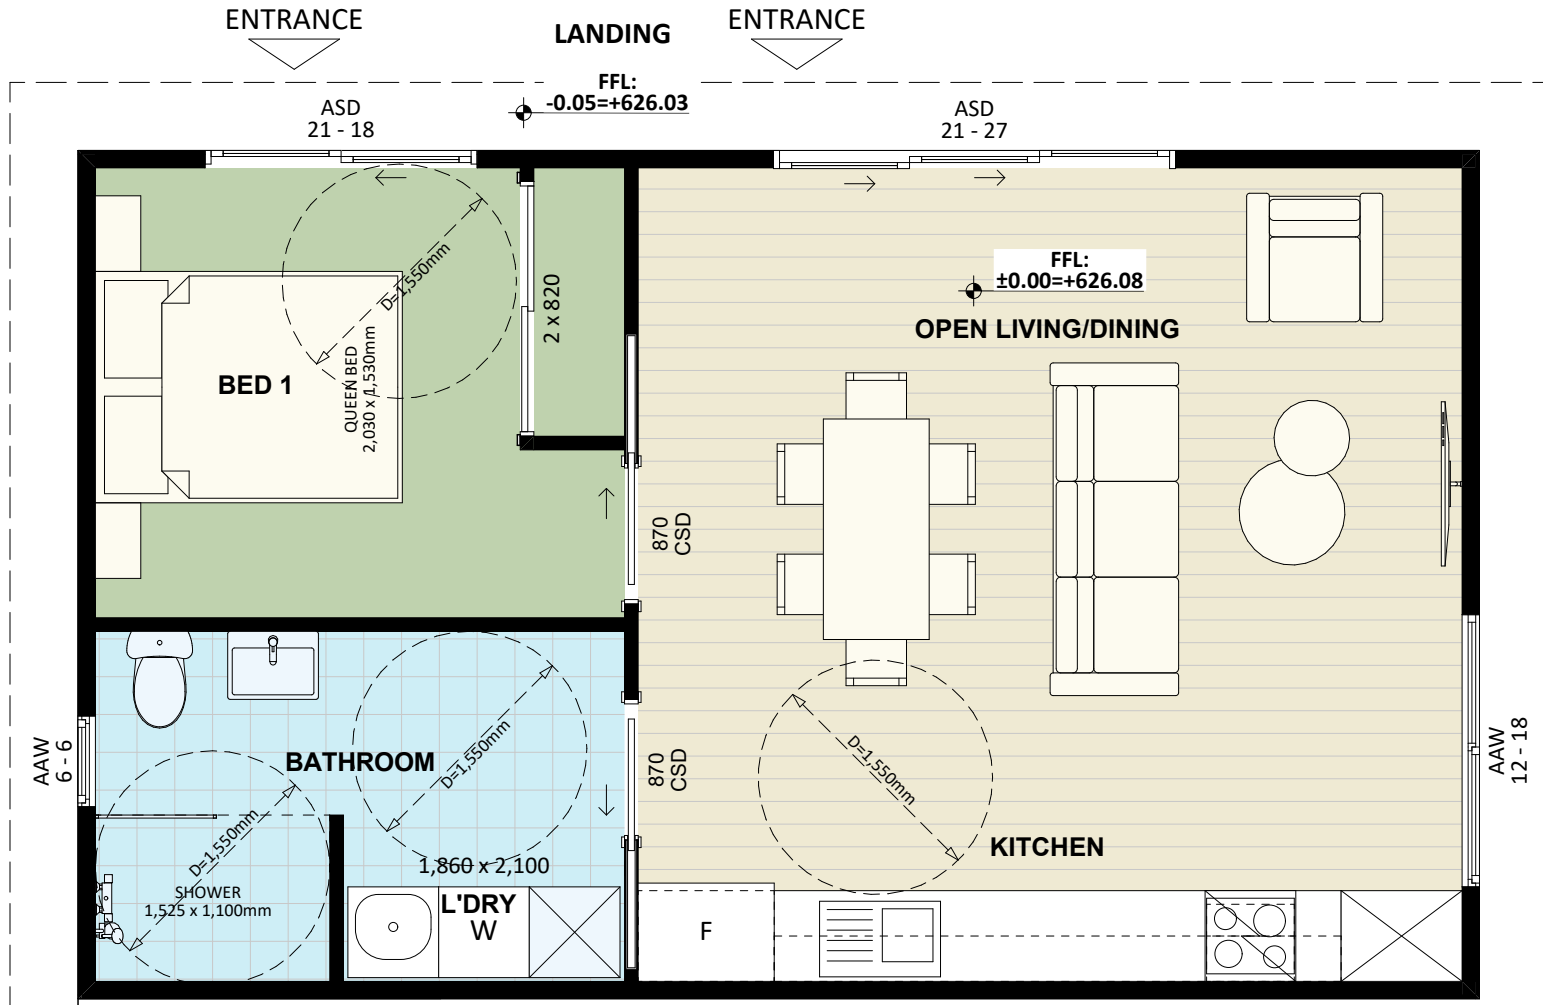 ENTRANCE
LANDING
ENTRANCE
FFL:
-0.05=+626.03
ASD
21 - 18
ASD
21 - 27
D=1,550mm
2 x 820
FFL:
±0.00=+626.08
OPEN LIVING/DINING
BED 1
QUEEN BED
2,030 x 1,530mm
870
CSD
AAW
6 - 6
BATHROOM
D=1,550mm
870
CSD
D=1,550mm
AAW
12 - 18
D=1,550mm
KITCHEN
1,860 x 2,100
SHOWER
1,525 x 1,100mm
L'DRY
W
F